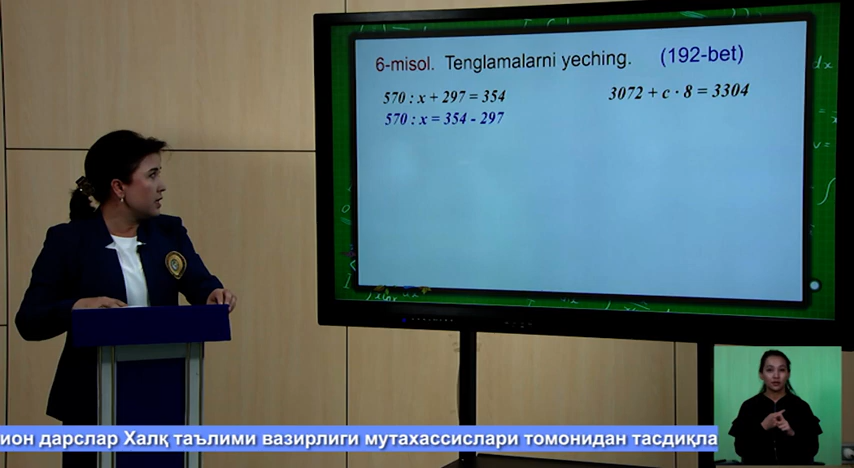 6-misol. Tenglamalarni yeching. (192-bet)
570 : x + 297 = 354
3072 + c · 8 = 3304
570 : x = 354 - 297
ион дарслар Халқ таълими вазирлиги мутахассислари томонидан тасдиқла